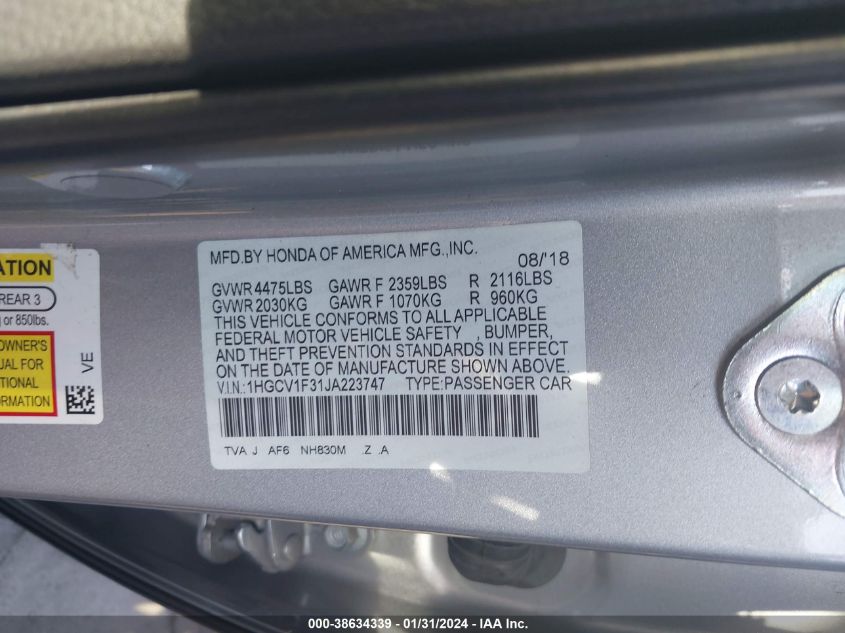 MFD.BY HONDA OF AMERICA MFG.,INC. 08/'18
GVWR 4475LBS GAWR F 2359LBS R 2116LBS
GVWR 2030KG GAWR F 1070KG R 960KG
THIS VEHICLE CONFORMS TO ALL APPLICABLE
FEDERAL MOTOR VEHICLE SAFETY , BUMPER,
AND THEFT PREVENTION STANDARDS IN EFFECT
ON THE DATE OF MANUFACTURE SHOWN ABOVE.
V.I.N.:1HGCV1F31JA223747 TYPE:PASSENGER CAR
TVA J AF6 NH830M .Z .A
ATION
REAR 3
or 850lbs.
OWNER'S
UAL FOR
TIONAL
ORMATION
VE
000-38634339 - 01/31/2024 - IAA Inc.